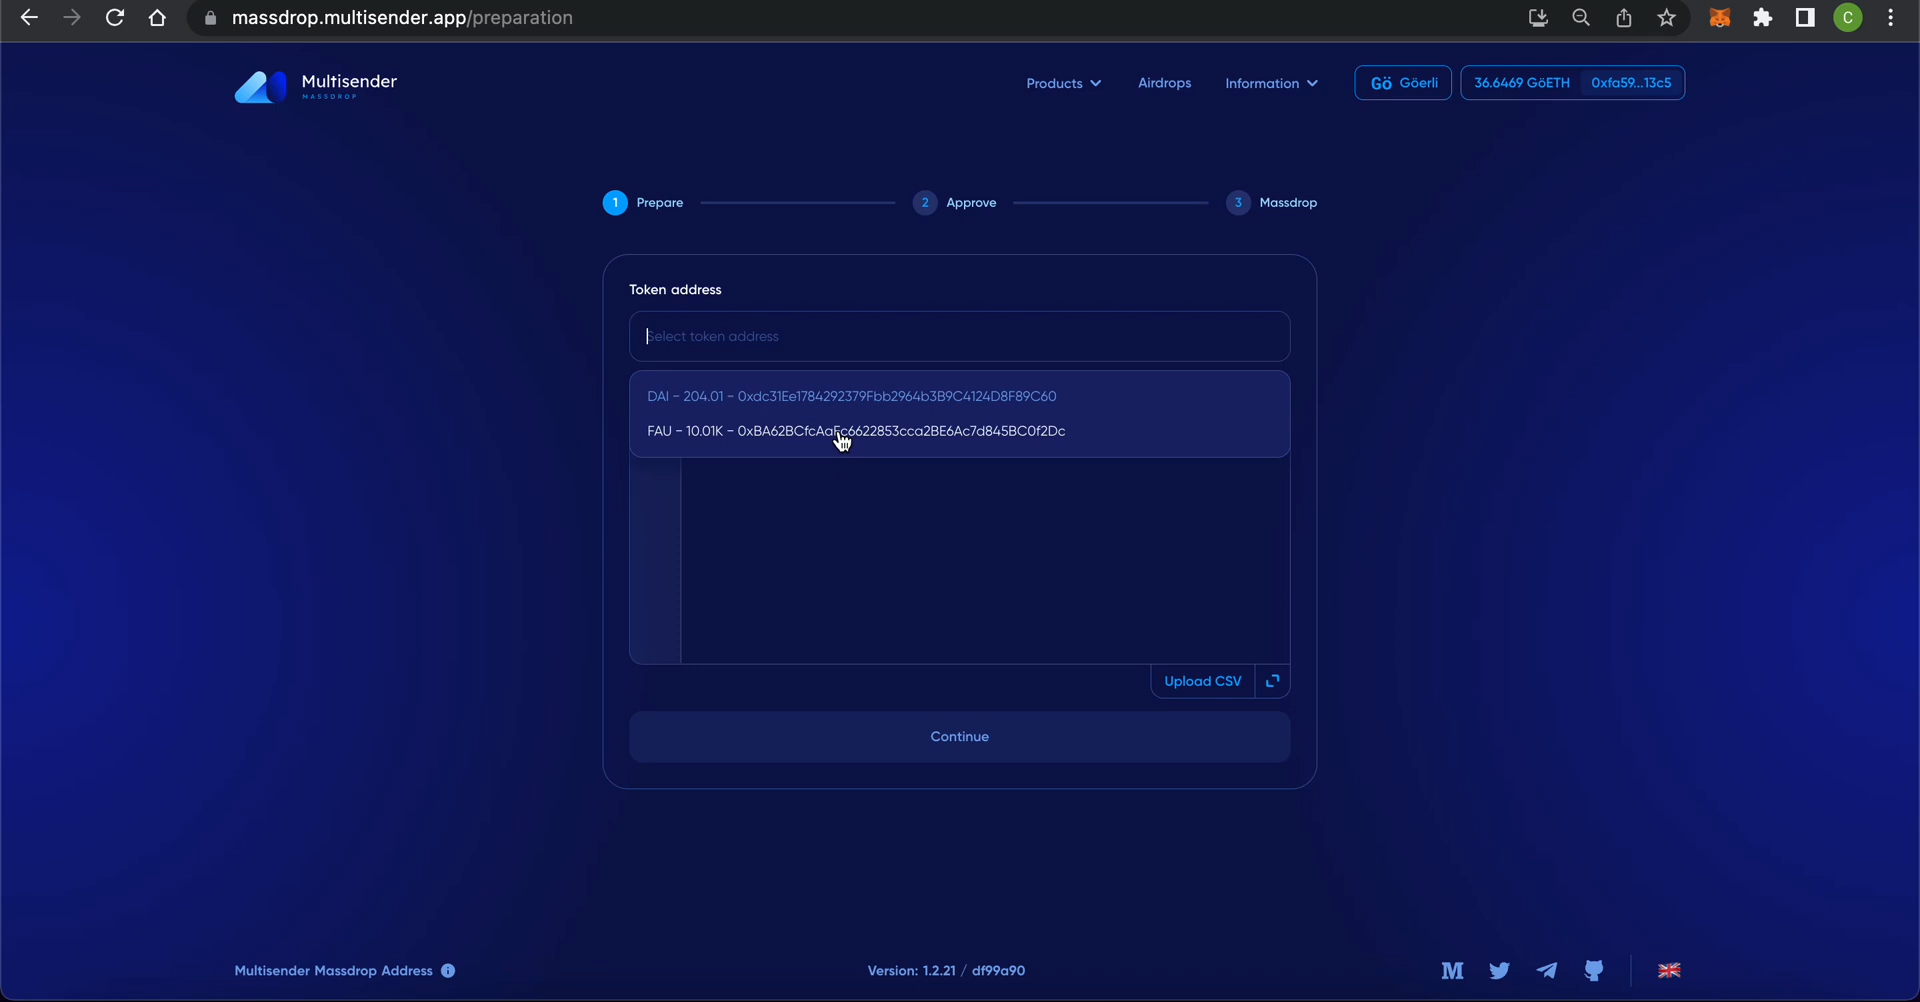 massdrop.multisender.app/preparation
C
Multisender
MASSDROP
Products
Airdrops
Information
Gö Göerli
36.6469 GöETH 0xfa59...13c5
1 Prepare
2 Approve
3 Massdrop
Token address
Select token address
DAI - 204.01 - 0xdc31Ee1784292379Fbb2964b3B9C4124D8F89C60
FAU - 10.01K - 0xBA62BCfcAaFc6622853cca2BE6Ac7d845BC0f2Dc
Upload CSV
Continue
Multisender Massdrop Address
Version: 1.2.21 / df99a90
M